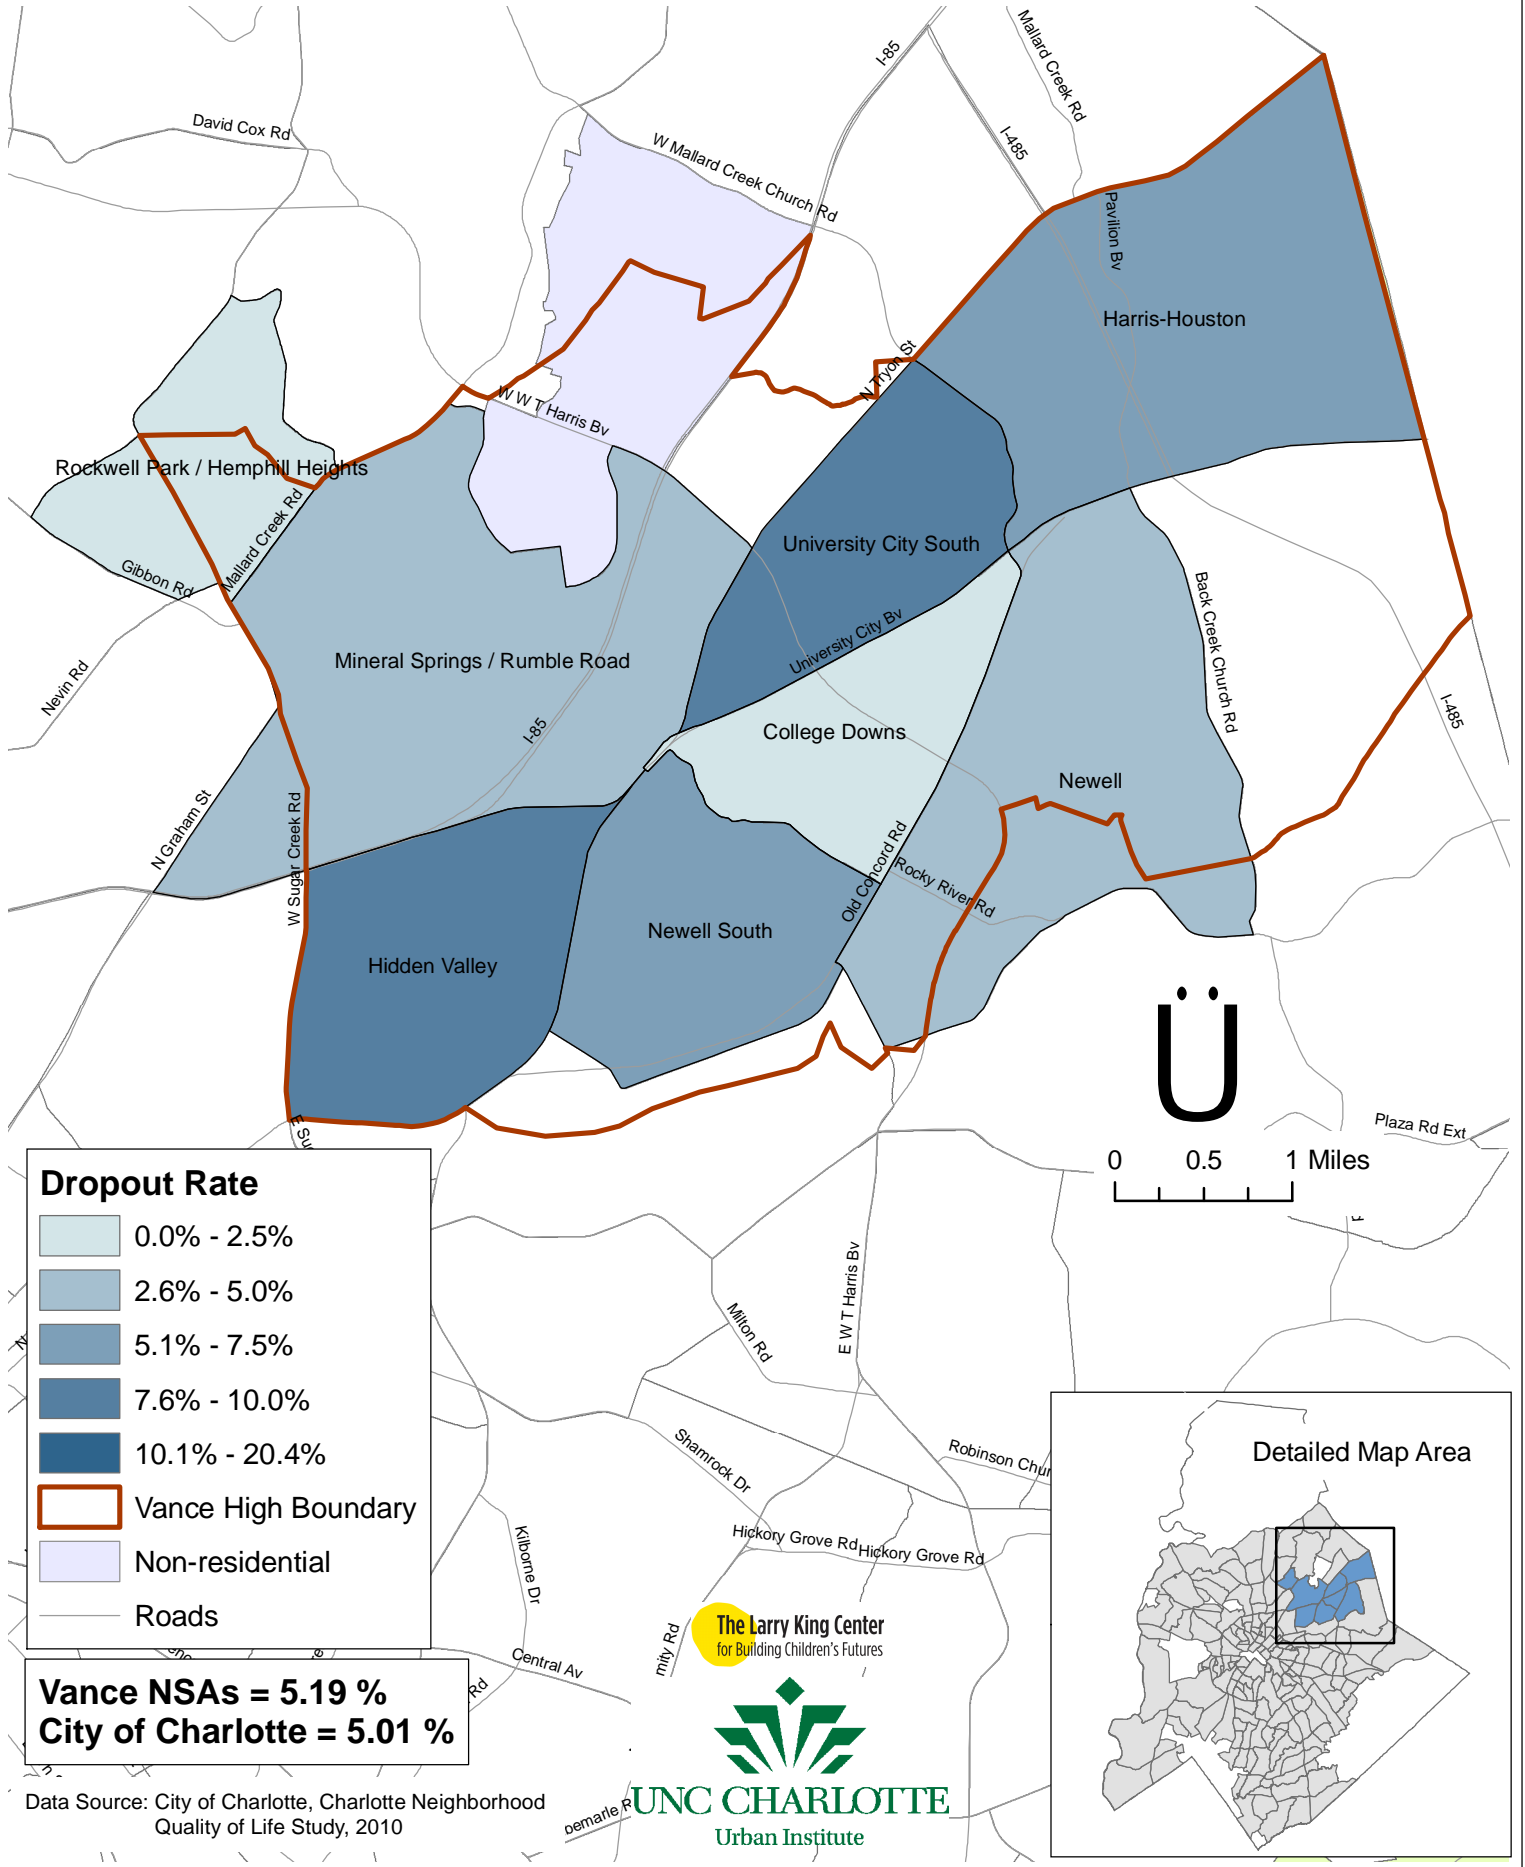 I-85
Mallard Creek Rd
David Cox Rd
W Mallard Creek Church Rd
I-485
Pavilion Bv
Harris-Houston
N Tryon St
W W T Harris Bv
Rockwell Park / Hemphill Heights
Mallard Creek Rd
Gibbon Rd
University City South
University City Bv
Back Creek Church Rd
Nevin Rd
Mineral Springs / Rumble Road
I-85
College Downs
I-485
Newell
N Graham St
W Sugar Creek Rd
Old Concord Rd
Rocky River Rd
Newell South
Hidden Valley
Ü
E Su
Plaza Rd Ext
0 0.5 1 Miles
Dropout Rate
0.0% - 2.5%
2.6% - 5.0%
5.1% - 7.5%
7.6% - 10.0%
10.1% - 20.4%
Vance High Boundary
Non-residential
Roads
E W T Harris Bv
Milton Rd
Shamrock Dr
Robinson Chur
Detailed Map Area
Hickory Grove Rd
Hickory Grove Rd
Kilborne Dr
The Larry King Center
for Building Children's Futures
mity Rd
Central Av
Rd
Vance NSAs = 5.19 %
City of Charlotte = 5.01 %
Data Source: City of Charlotte, Charlotte Neighborhood
Quality of Life Study, 2010
bemarle R
UNC CHARLOTTE
Urban Institute